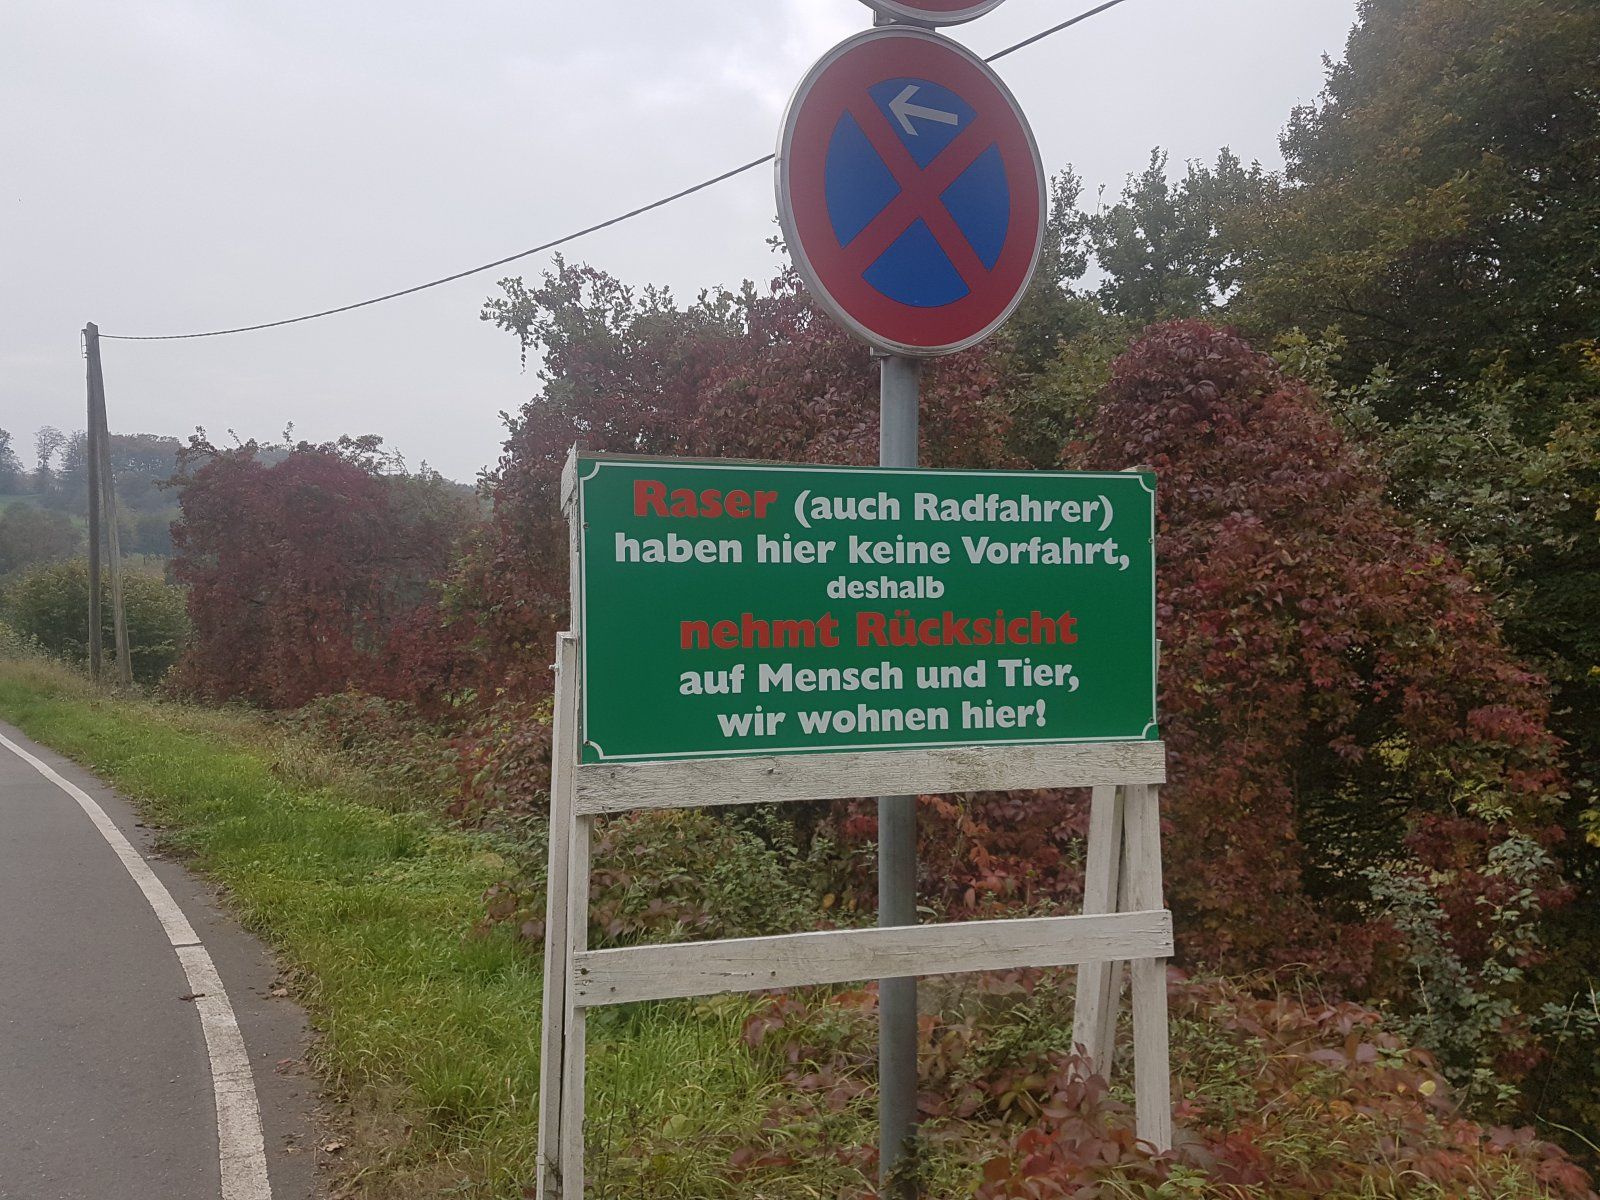 Raser (auch Radfahrer)
haben hier keine Vorfahrt,
deshalb
nehmt Rücksicht
auf Mensch und Tier,
wir wohnen hier!